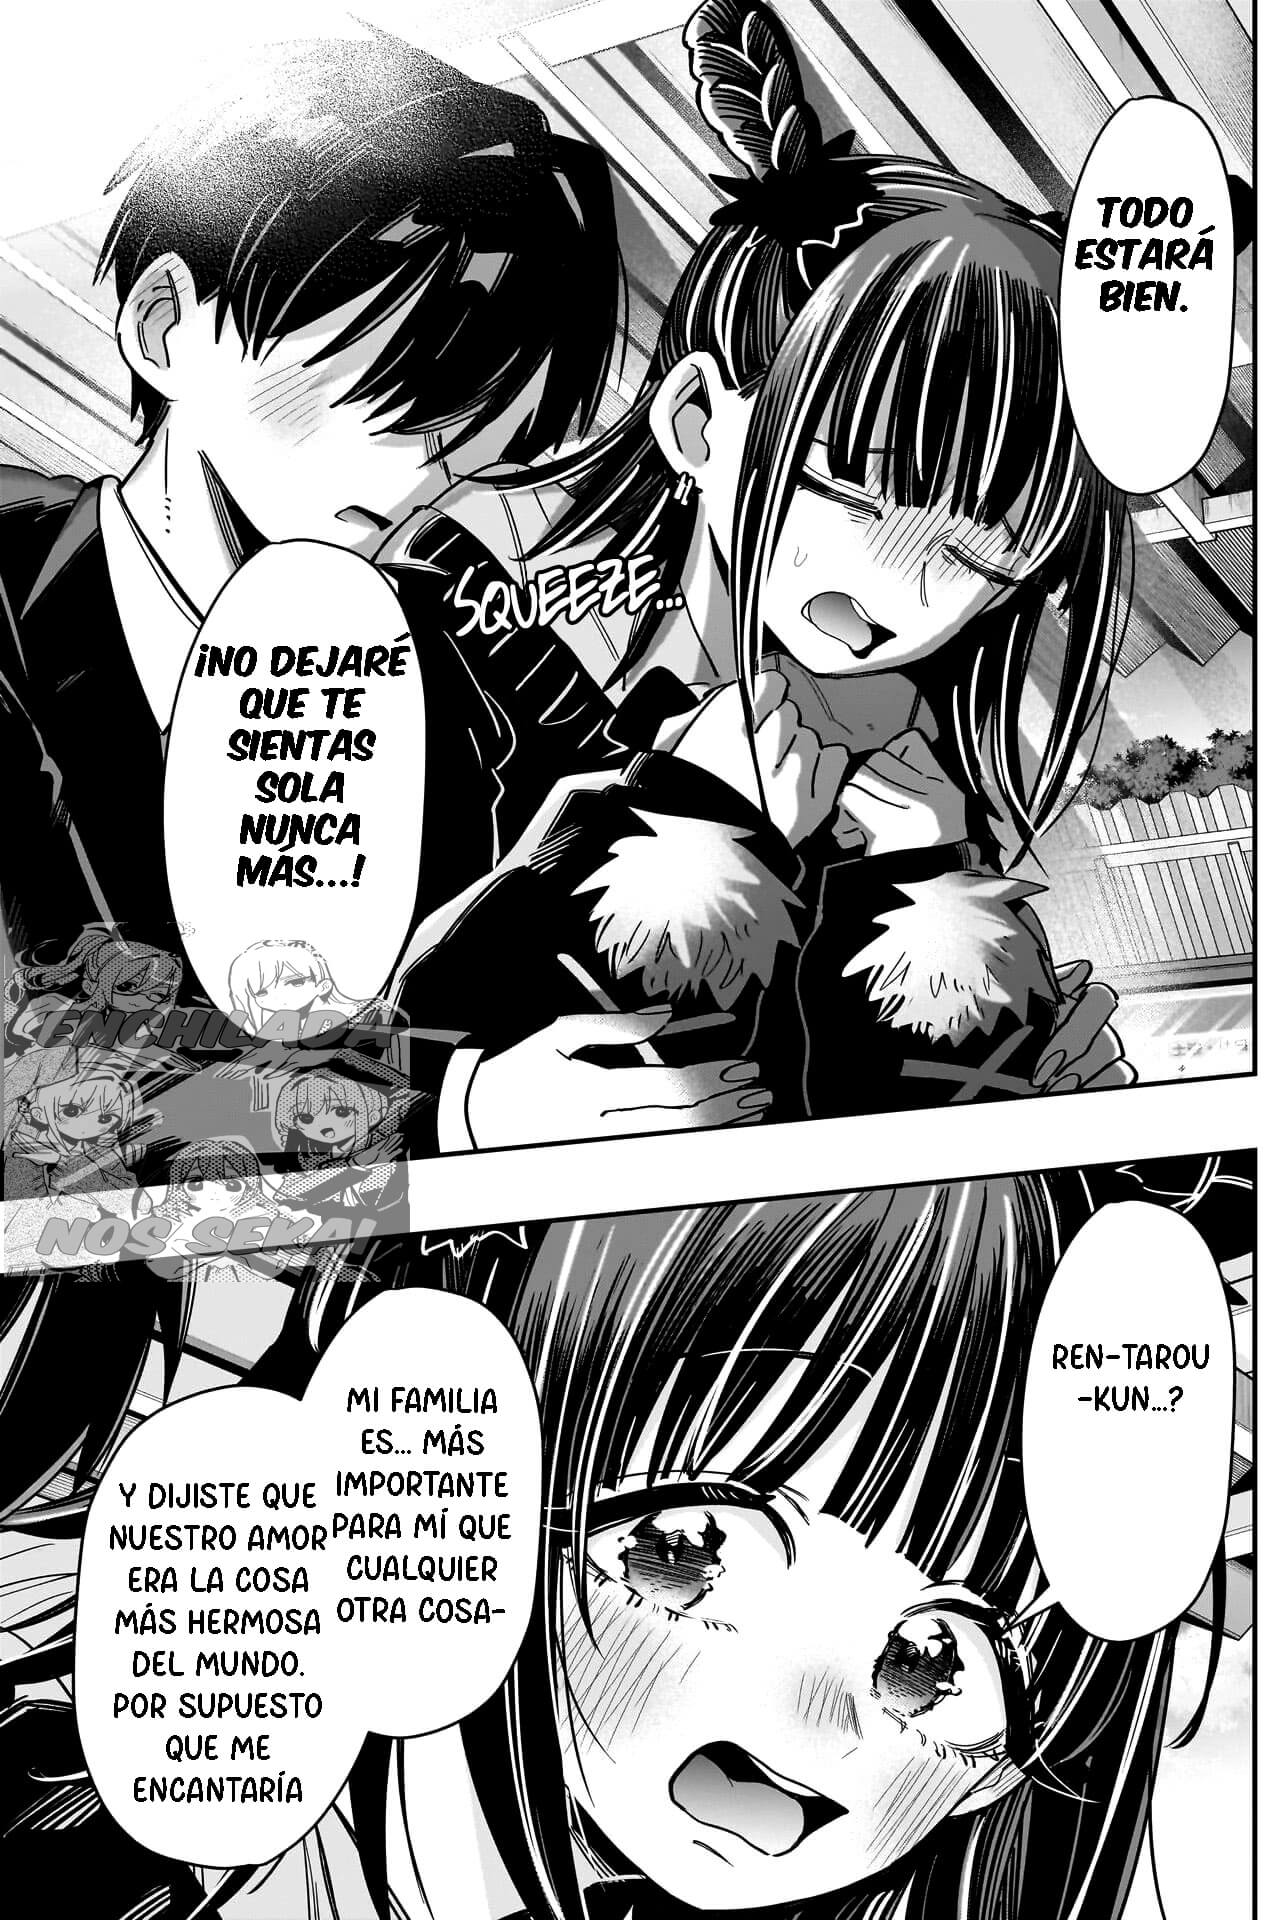 TODO
ESTARÁ
BIEN.
SQUEEZE...
¡NO DEJARÉ
QUE TE
SIENTAS
SOLA
NUNCA
MÁS...!
ENCHILADA
NOS SEKAI
REN-TAROU
-KUN...?
MI FAMILIA
ES... MÁS
IMPORTANTE
PARA MÍ QUE
CUALQUIER
OTRA COSA-
Y DIJISTE QUE
NUESTRO AMOR
ERA LA COSA
MÁS HERMOSA
DEL MUNDO.
POR SUPUESTO
QUE ME
ENCANTARÍA